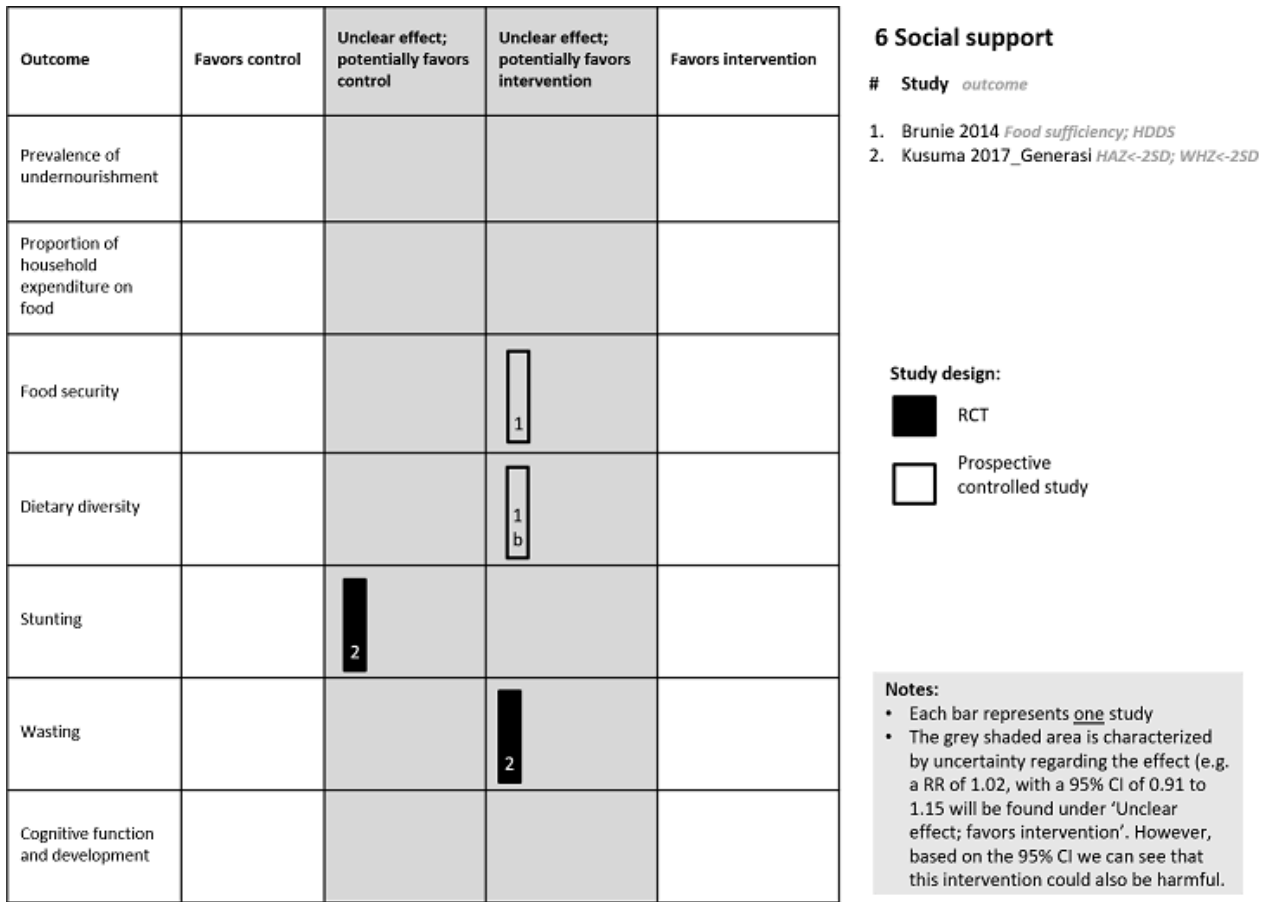 Outcome
Favors control
Unclear effect;
potentially favors
control
Unclear effect;
potentially favors
intervention
Favors intervention
Prevalence of
undernourishment
Proportion of
household
expenditure on
food
Food security
1
Dietary diversity
1
b
Stunting
2
Wasting
2
Cognitive function
and development
6 Social support
# Study outcome
1. Brunie 2014 Food sufficiency; HDDS
2. Kusuma 2017_Generasi HAZ<-2SD; WHZ<-2SD
Study design:
RCT
Prospective
controlled study
Notes:
• Each bar represents one study
• The grey shaded area is characterized
by uncertainty regarding the effect (e.g.
a RR of 1.02, with a 95% CI of 0.91 to
1.15 will be found under ‘Unclear
effect; favors intervention’. However,
based on the 95% CI we can see that
this intervention could also be harmful.